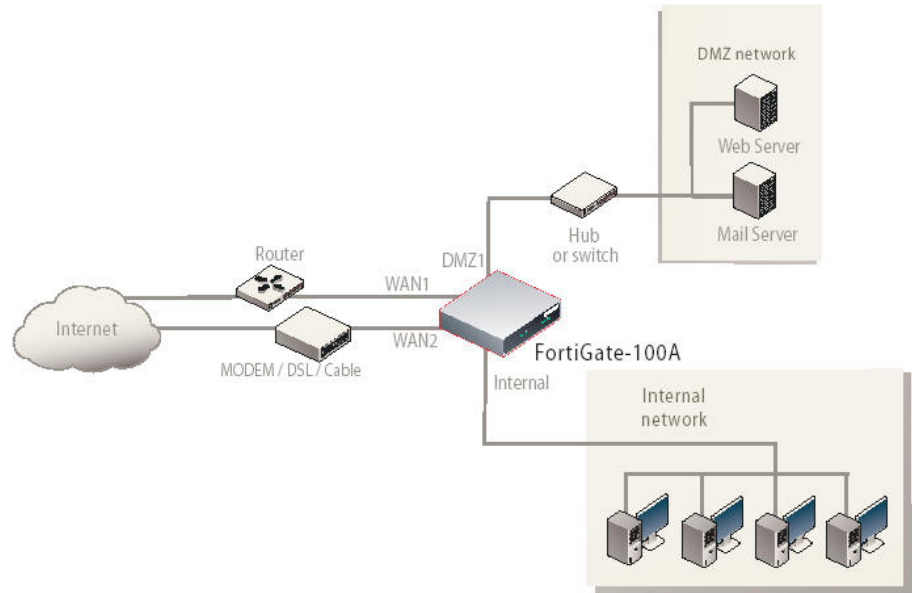 DMZ network
Web Server
Mail Server
Hub
or switch
DMZ1
Router
WAN1
Internet
WAN2
MODEM / DSL / Cable
FortiGate-100A
Internal
Internal
network